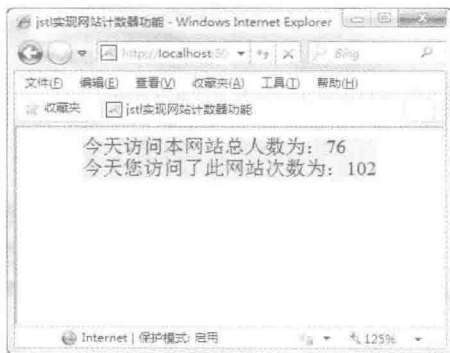 jstl实现网站计数器功能 - Windows Internet Explorer
http://localhost:80
Bing
文件(F) 编辑(E) 查看(V) 收藏夹(A) 工具(T) 帮助(H)
收藏夹 jstl实现网站计数器功能
今天访问本网站总人数为：76
今天您访问了此网站次数为：102
Internet | 保护模式: 启用
125%